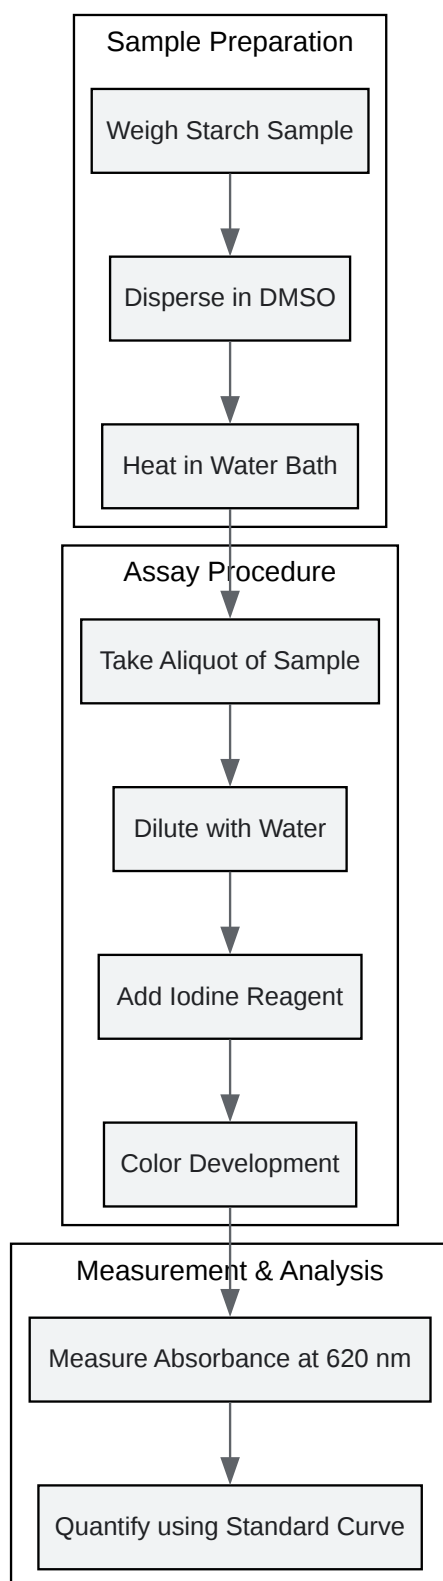 Sample Preparation
Weigh Starch Sample
Disperse in DMSO
Heat in Water Bath
Assay Procedure
Take Aliquot of Sample
Dilute with Water
Add Iodine Reagent
Color Development
Measurement & Analysis
Measure Absorbance at 620 nm
Quantify using Standard Curve